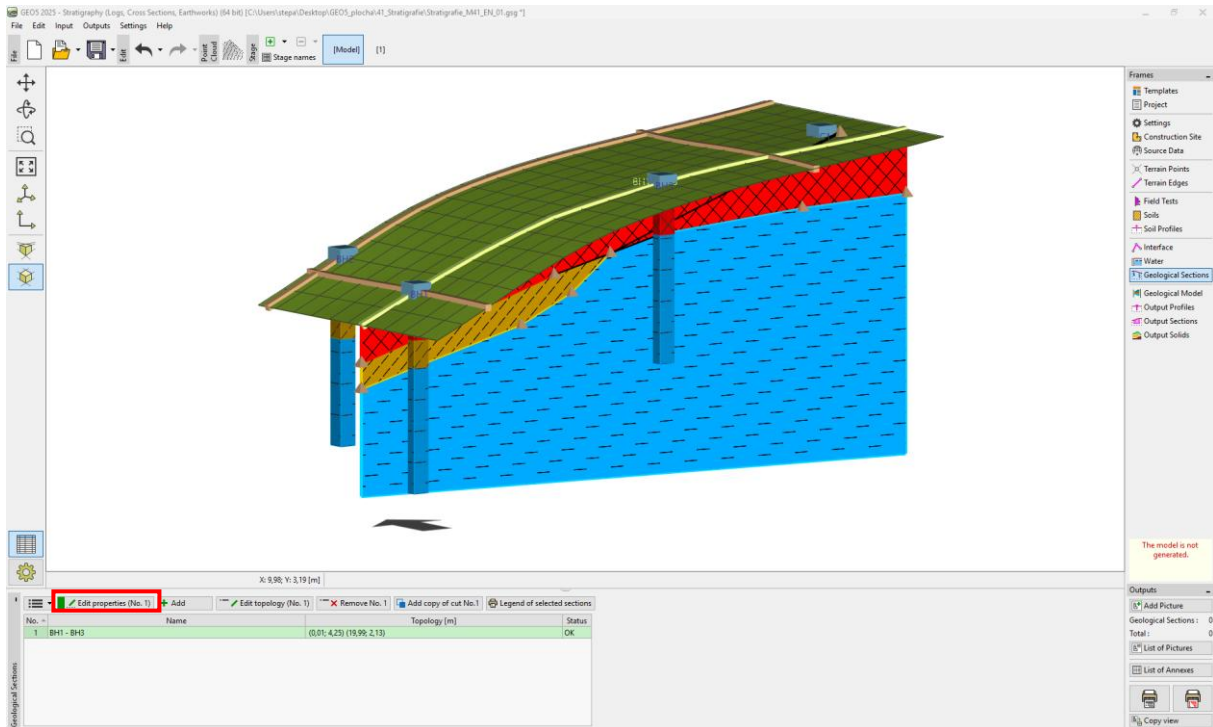 GEO5 2025 - Stratigraphy (Logs, Cross Sections, Earthworks) (64 bit) [C:\Users\stepa\Desktop\GEO5_plocha\41_Stratigrafie\Stratigrafie_M41_EN_01.gsg *]
File Edit Input Outputs Settings Help
File
Edit
Point Cloud
Stage
Stage names
[Model]
[1]
Frames
Templates
Project
Settings
Construction Site
Source Data
Terrain Points
Terrain Edges
Field Tests
Soils
Soil Profiles
Interface
Water
Geological Sections
Geological Model
Output Profiles
Output Sections
Output Solids
The model is not
generated.
X: 9,98; Y: 3,19 [m]
Edit properties (No. 1) Add Edit topology (No. 1) Remove No. 1 Add copy of cut No.1 Legend of selected sections
No. Name Topology [m] Status
1 BH1 - BH3 (0,01; 4,25) (19,99; 2,13) OK
Geological Sections
Outputs
Add Picture
Geological Sections : 0
Total : 0
List of Pictures
List of Annexes
Copy view